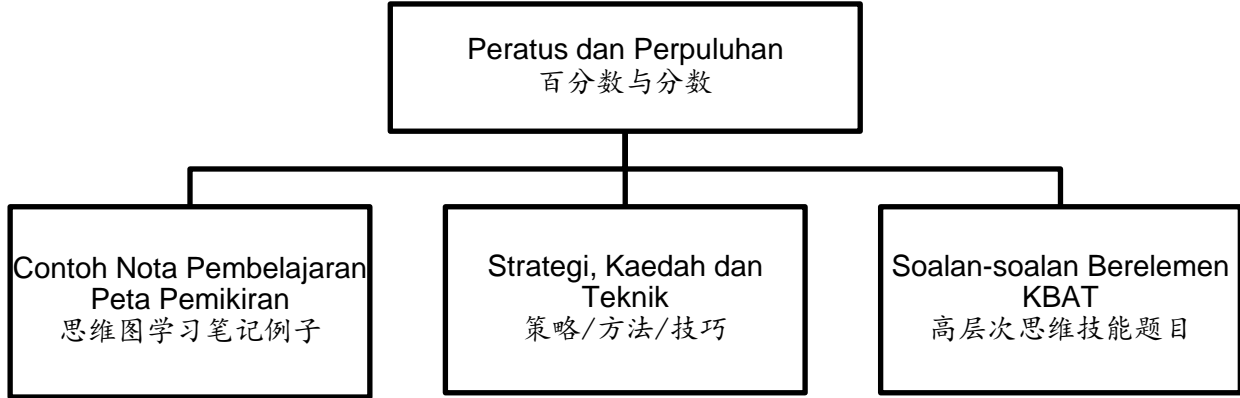 Peratus dan Perpuluhan
百分数与分数
Contoh Nota Pembelajaran
Peta Pemikiran
思维图学习笔记例子
Strategi, Kaedah dan
Teknik
策略/方法/技巧
Soalan-soalan Berelemen
KBAT
高层次思维技能题目